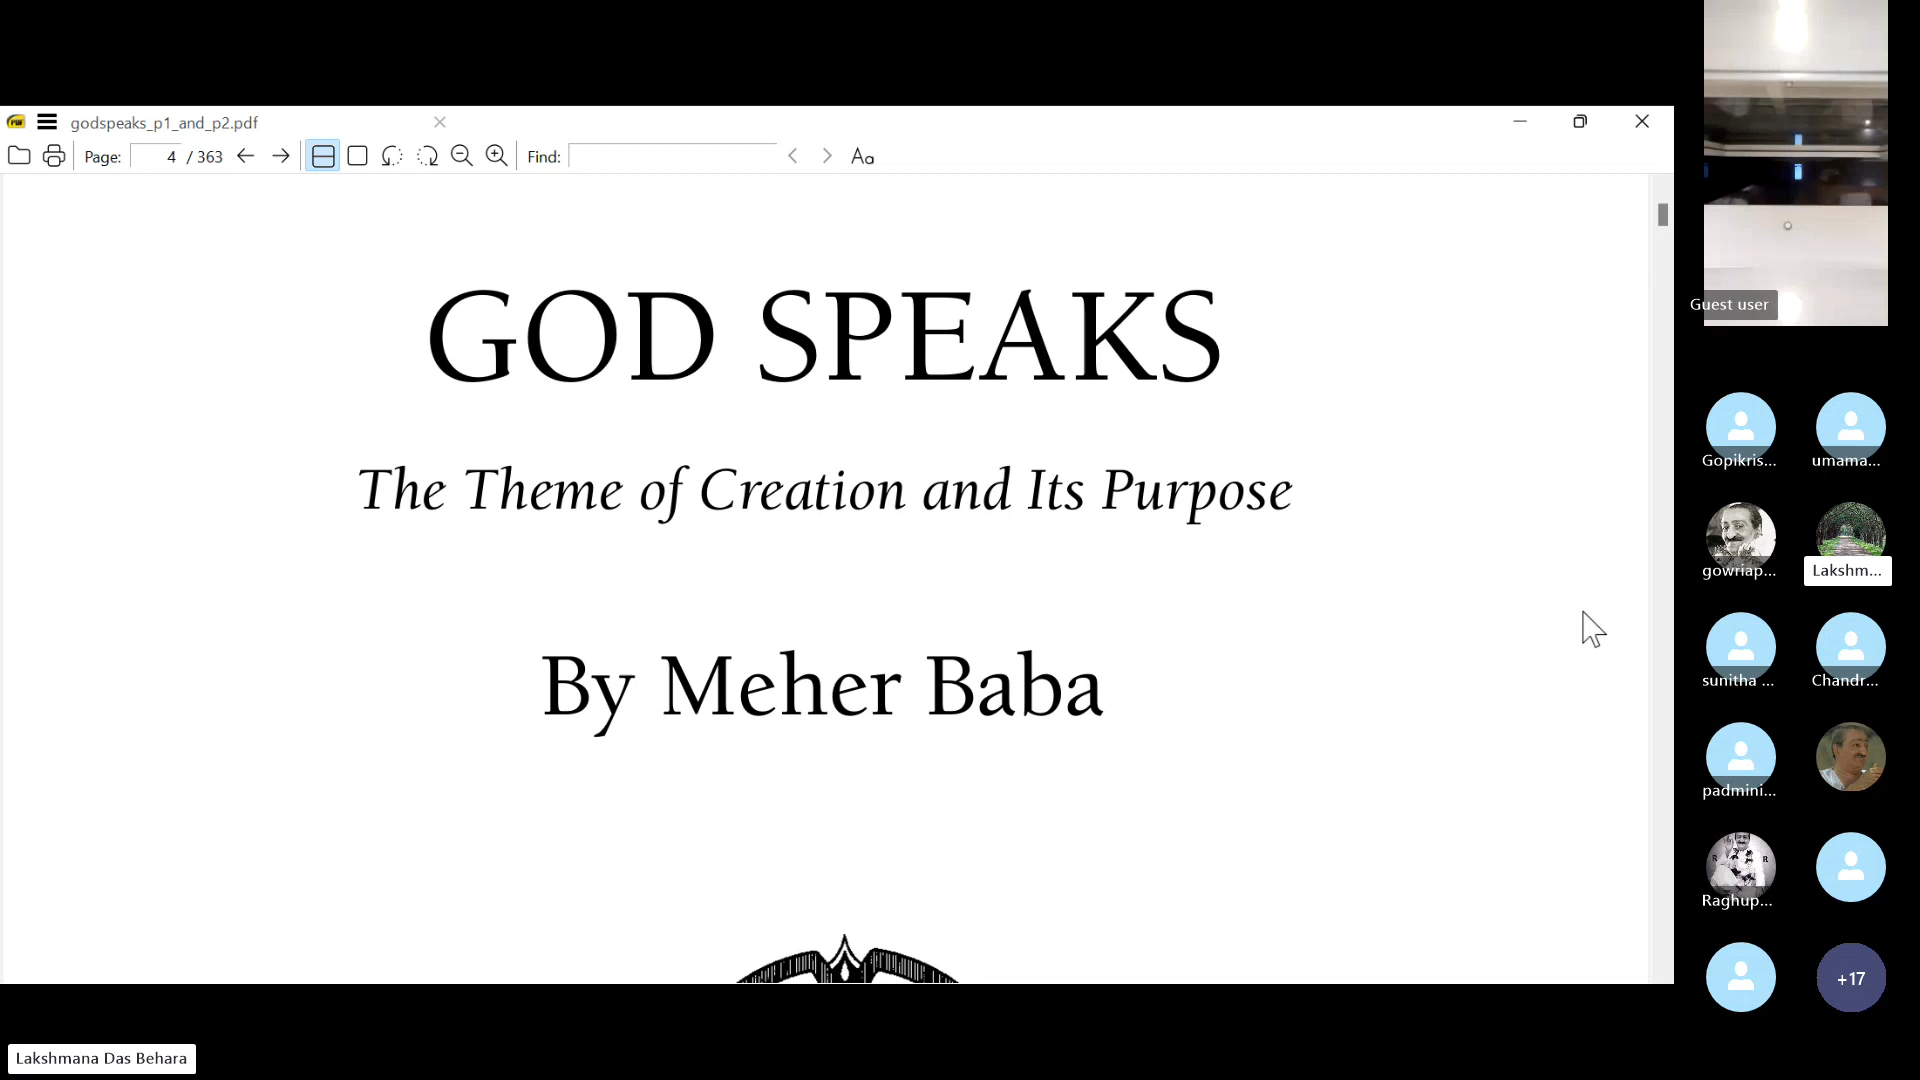 godspeaks_p1_and_p2.pdf
Page: 4 / 363 Find: Aa
GOD SPEAKS
The Theme of Creation and Its Purpose
By Meher Baba
Guest user
Gopikris... umama...
gowriap... Lakshm...
sunitha ... Chandr...
padmini...
Raghup...
+17
Lakshmana Das Behara